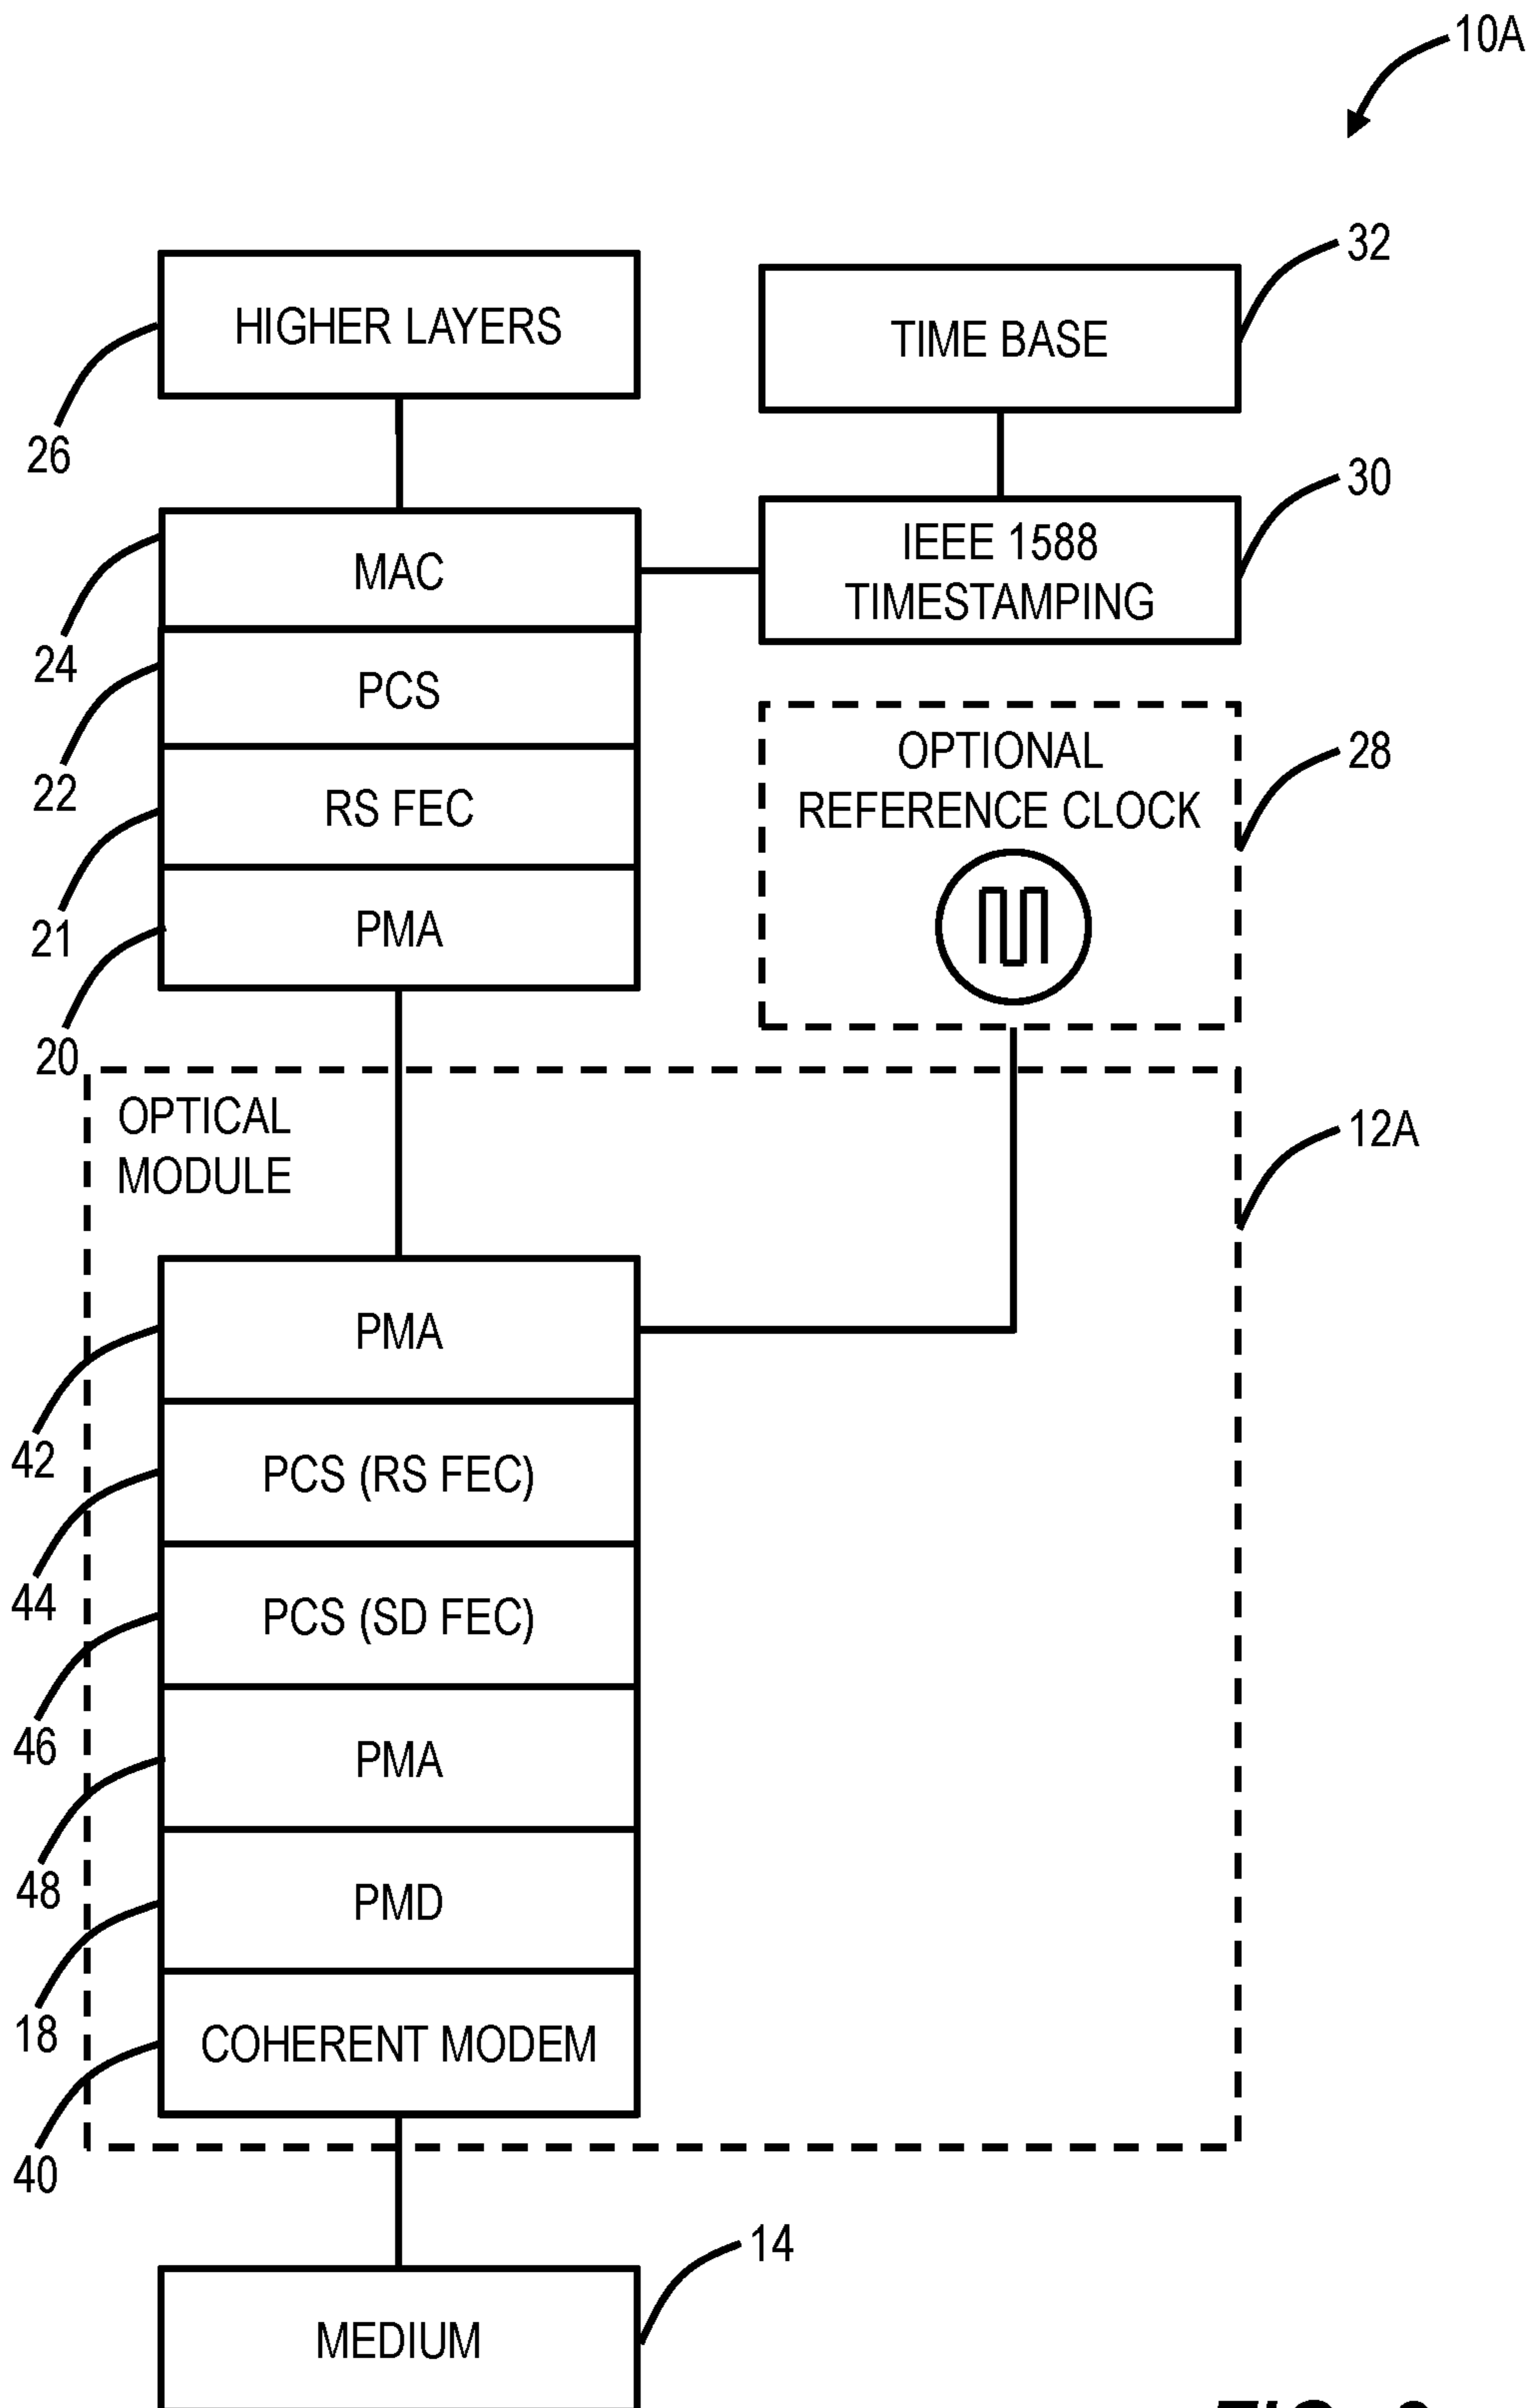 10A
32
HIGHER LAYERS
TIME BASE
26
30
IEEE 1588
TIMESTAMPING
MAC
24
PCS
22
OPTIONAL
REFERENCE CLOCK
28
RS FEC
21
PMA
20
OPTICAL
MODULE
12A
PMA
42
PCS (RS FEC)
44
PCS (SD FEC)
46
PMA
48
PMD
18
COHERENT MODEM
40
14
MEDIUM